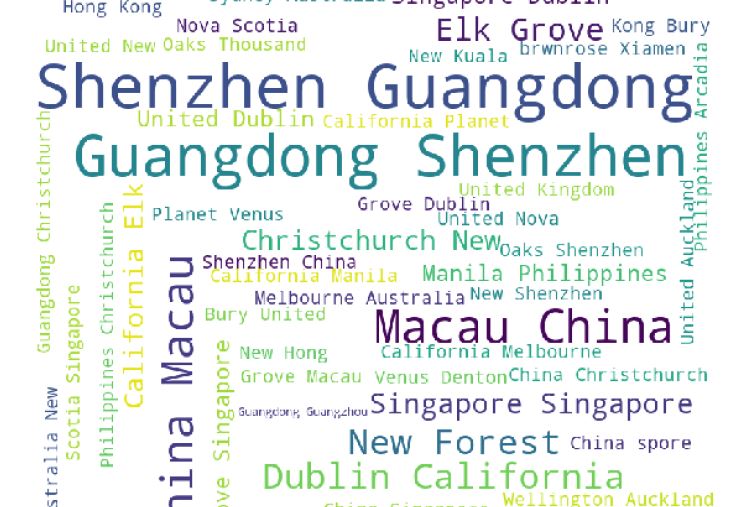 Hong Kong
Sydney Australia
Singapore Dublin
Nova Scotia
Elk Grove
Kong Bury
United New
Oaks Thousand
New Kuala
brwnrose Xiamen
Shenzhen Guangdong
Philippines Arcadia
United Dublin
California Planet
Guangdong Shenzhen
Guangdong Christchurch
United Kingdom
California Elk
Grove Dublin
Planet Venus
United Nova
United Auckland
Philippines Christchurch
Christchurch New
Oaks Shenzhen
Shenzhen China
California Manila
Manila Philippines
Scotia Singapore
Melbourne Australia
New Shenzhen
hina Macau
Bury United
Macau China
New Hong
California Melbourne
ove Singapore
Grove Macau
Venus Denton
China Christchurch
stralia New
Guangdong Guangzhou
Singapore Singapore
New Forest
China spore
Dublin California
Wellington Auckland
China Singapore